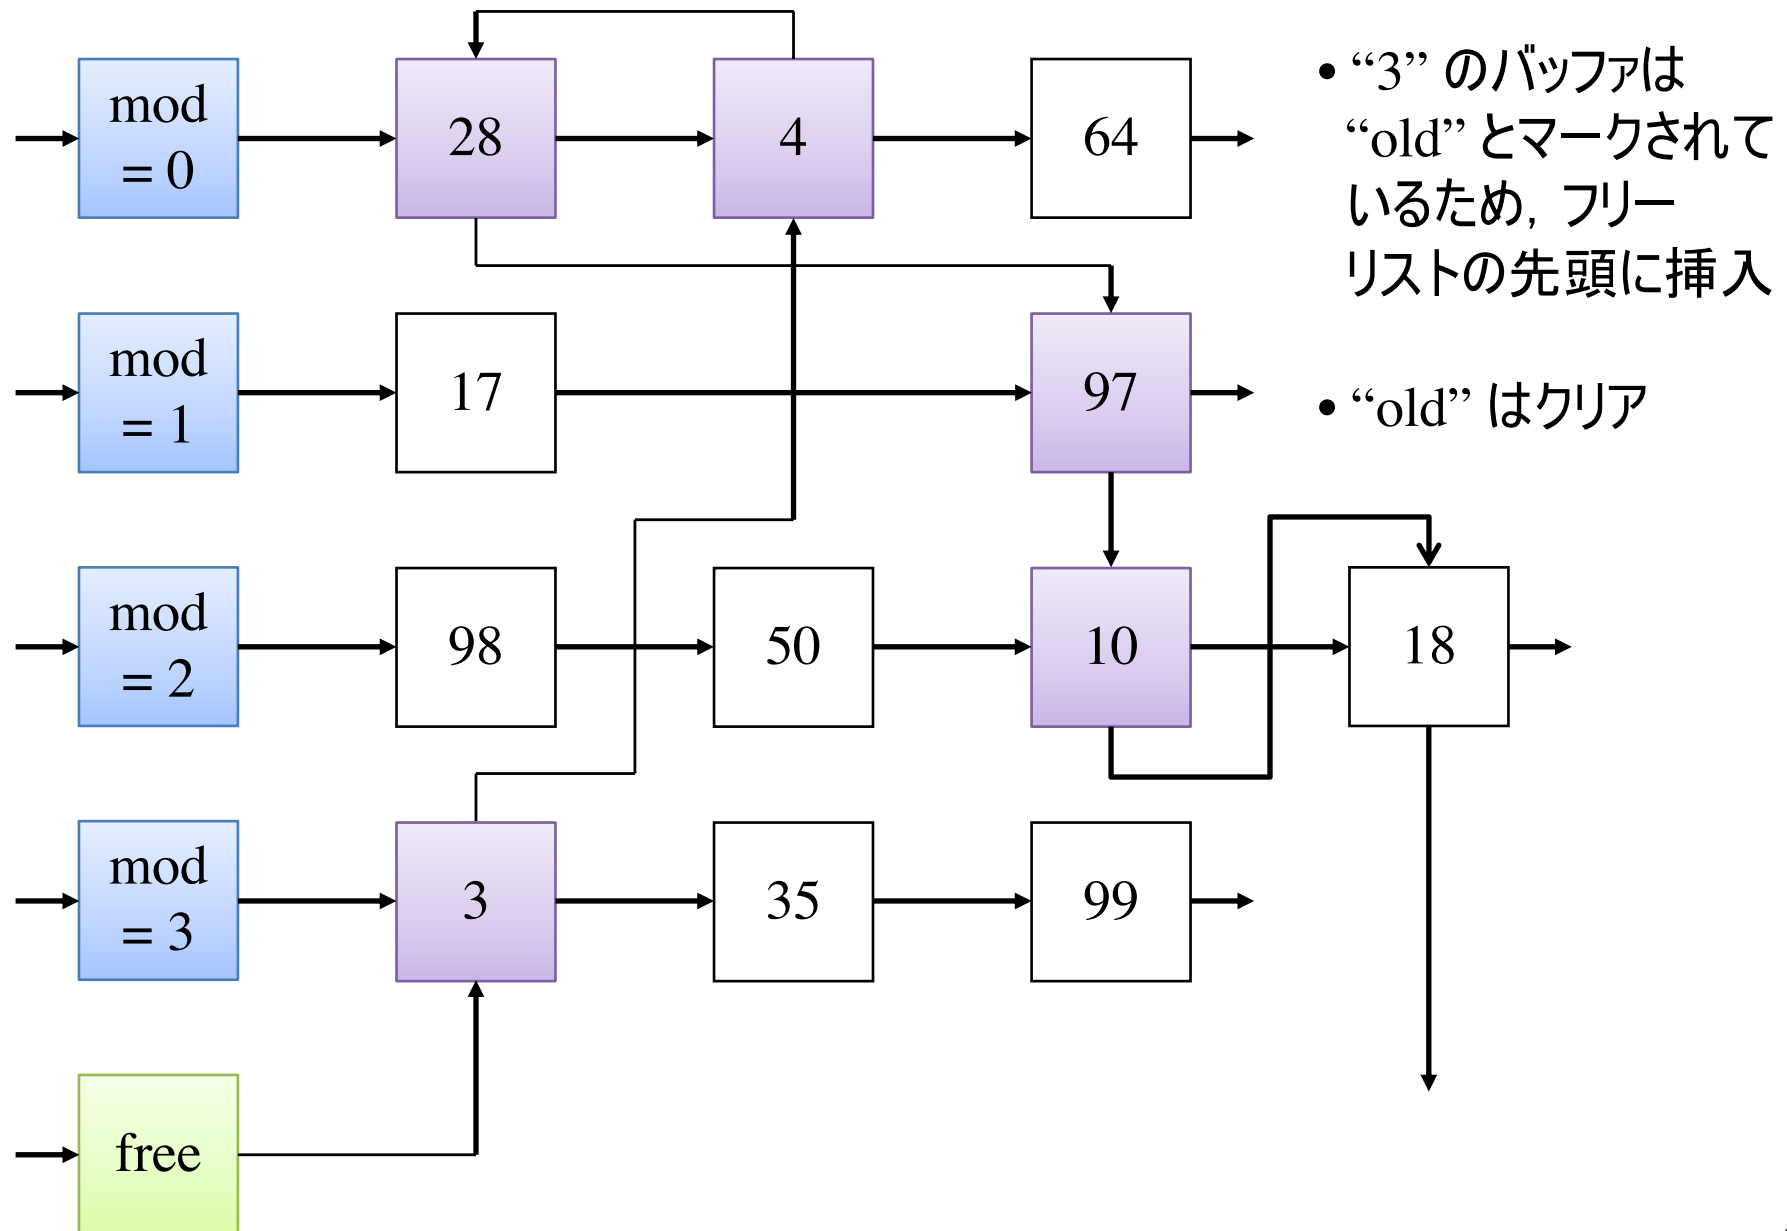 mod
= 0
28
4
64
• “3” のバッファは
“old” とマークされて
いるため, フリー
リストの先頭に挿入
mod
= 1
17
97
• “old” はクリア
mod
= 2
98
50
10
18
mod
= 3
3
35
99
free